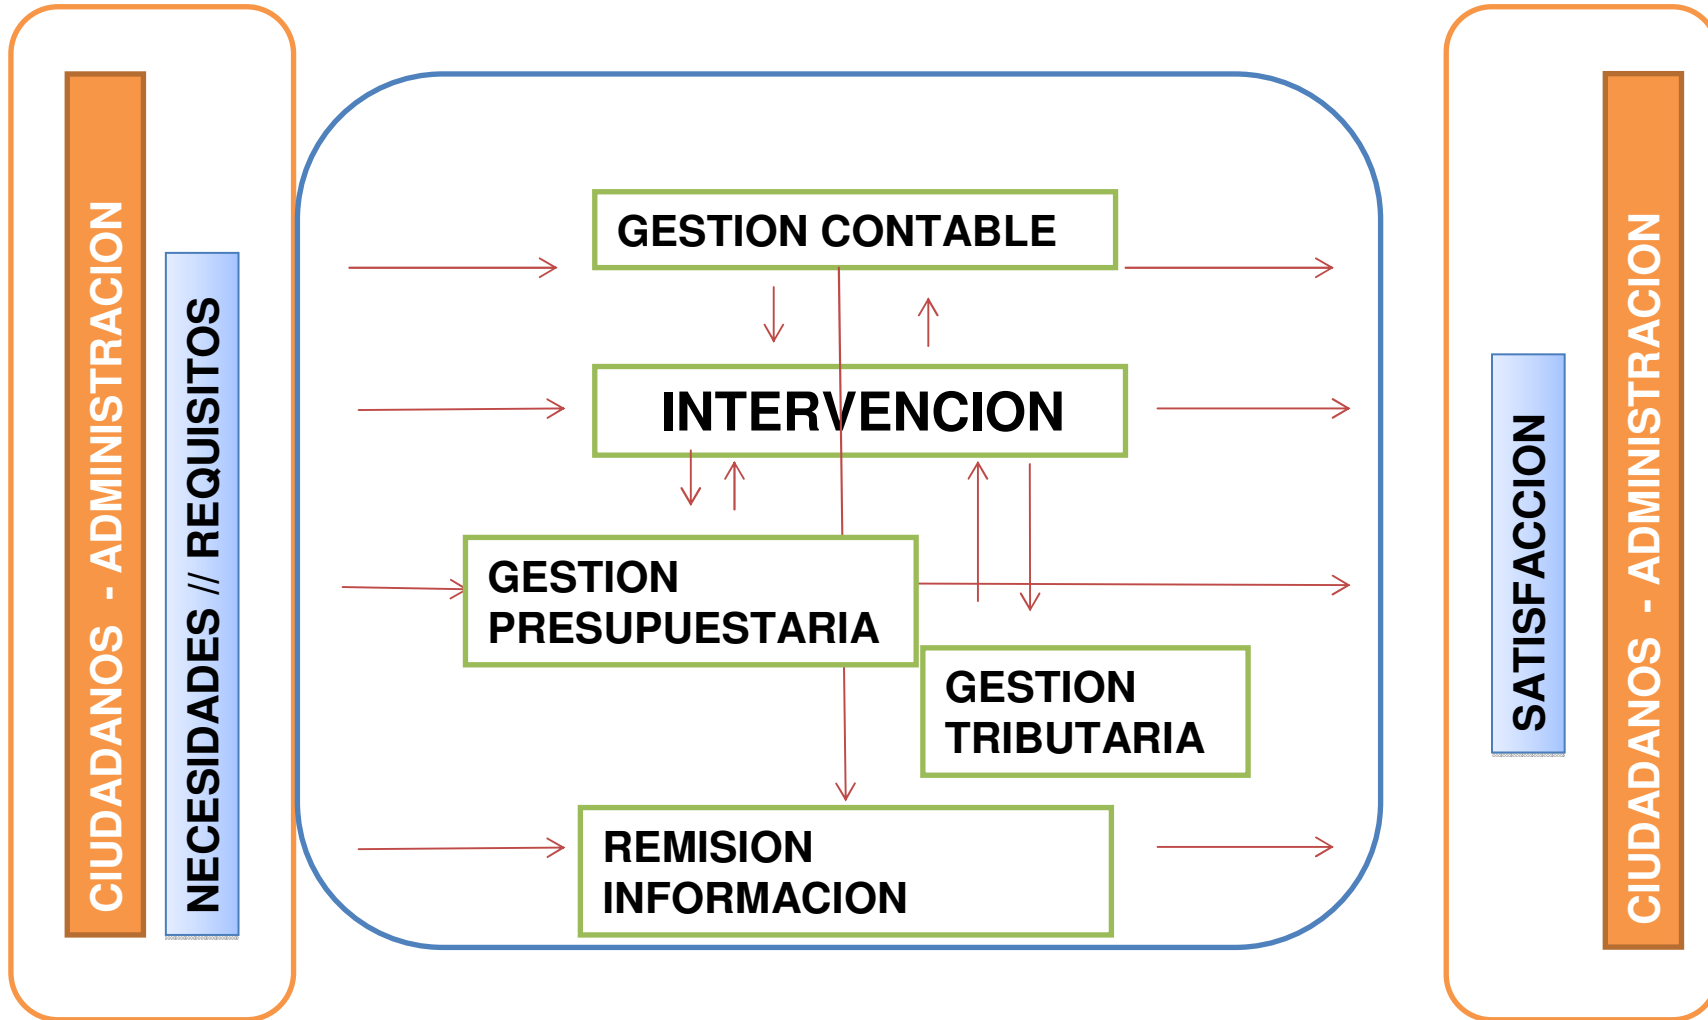 CIUDADANOS - ADMINISTRACION
NECESIDADES // REQUISITOS
GESTION CONTABLE
INTERVENCION
GESTION
PRESUPUESTARIA
GESTION
TRIBUTARIA
REMISION
INFORMACION
SATISFACCION
CIUDADANOS - ADMINISTRACION